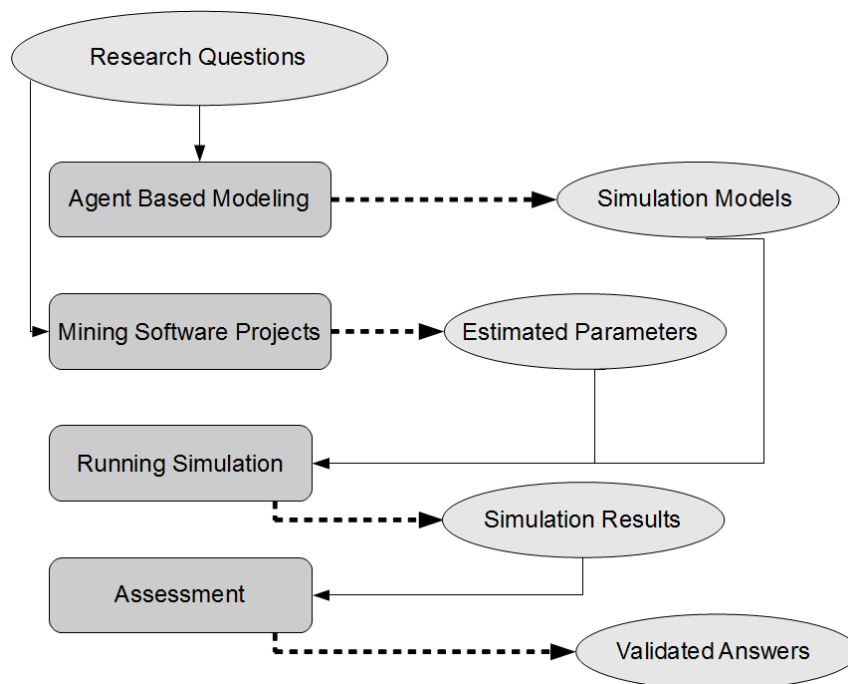 Research Questions
Agent Based Modeling
Simulation Models
Mining Software Projects
Estimated Parameters
Running Simulation
Simulation Results
Assessment
Validated Answers